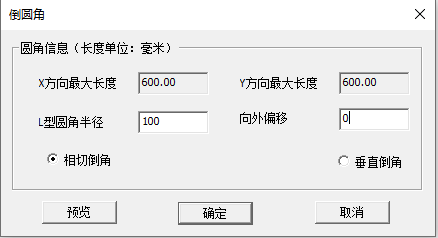 倒圆角
圆角信息（长度单位：毫米）
X方向最大长度 600.00 Y方向最大长度 600.00
L型圆角半径 100 向外偏移 0
相切倒角 垂直倒角
预览 确定 取消